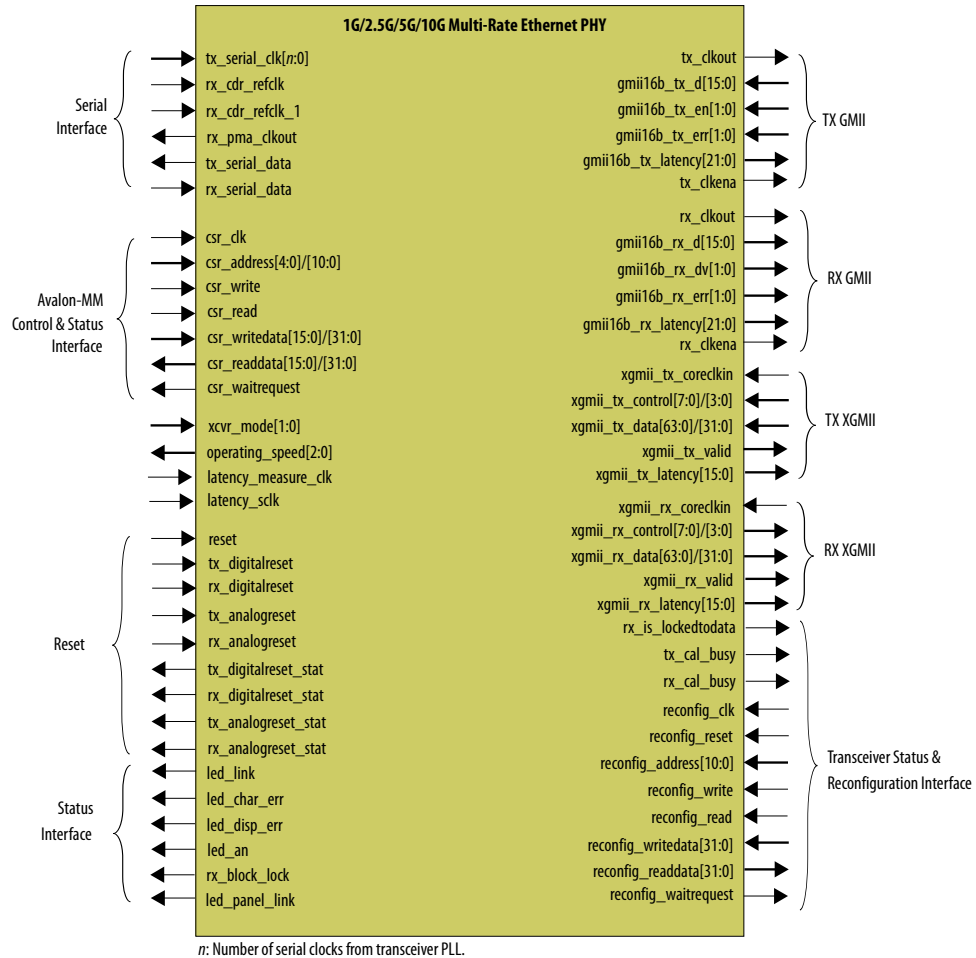 1G/2.5G/5G/10G Multi-Rate Ethernet PHY
Serial
Interface
tx_serial_clk[n:0]
rx_cdr_refclk
rx_cdr_refclk_1
rx_pma_clkout
tx_serial_data
rx_serial_data
Avalon-MM
Control & Status
Interface
csr_clk
csr_address[4:0]/[10:0]
csr_write
csr_read
csr_writedata[15:0]/[31:0]
csr_readdata[15:0]/[31:0]
csr_waitrequest
xcvr_mode[1:0]
operating_speed[2:0]
latency_measure_clk
latency_sclk
Reset
reset
tx_digitalreset
rx_digitalreset
tx_analogreset
rx_analogreset
tx_digitalreset_stat
rx_digitalreset_stat
tx_analogreset_stat
rx_analogreset_stat
Status
Interface
led_link
led_char_err
led_disp_err
led_an
rx_block_lock
led_panel_link
tx_clkout
gmii16b_tx_d[15:0]
gmii16b_tx_en[1:0]
gmii16b_tx_err[1:0]
gmii16b_tx_latency[21:0]
tx_clkena
TX GMII
rx_clkout
gmii16b_rx_d[15:0]
gmii16b_rx_dv[1:0]
gmii16b_rx_err[1:0]
gmii16b_rx_latency[21:0]
rx_clkena
RX GMII
xgmii_tx_coreclkin
xgmii_tx_control[7:0]/[3:0]
xgmii_tx_data[63:0]/[31:0]
xgmii_tx_valid
xgmii_tx_latency[15:0]
TX XGMII
xgmii_rx_coreclkin
xgmii_rx_control[7:0]/[3:0]
xgmii_rx_data[63:0]/[31:0]
xgmii_rx_valid
xgmii_rx_latency[15:0]
RX XGMII
rx_is_lockedtodata
tx_cal_busy
rx_cal_busy
reconfig_clk
reconfig_reset
reconfig_address[10:0]
reconfig_write
reconfig_read
reconfig_writedata[31:0]
reconfig_readdata[31:0]
reconfig_waitrequest
Transceiver Status &
Reconfiguration Interface
n: Number of serial clocks from transceiver PLL.